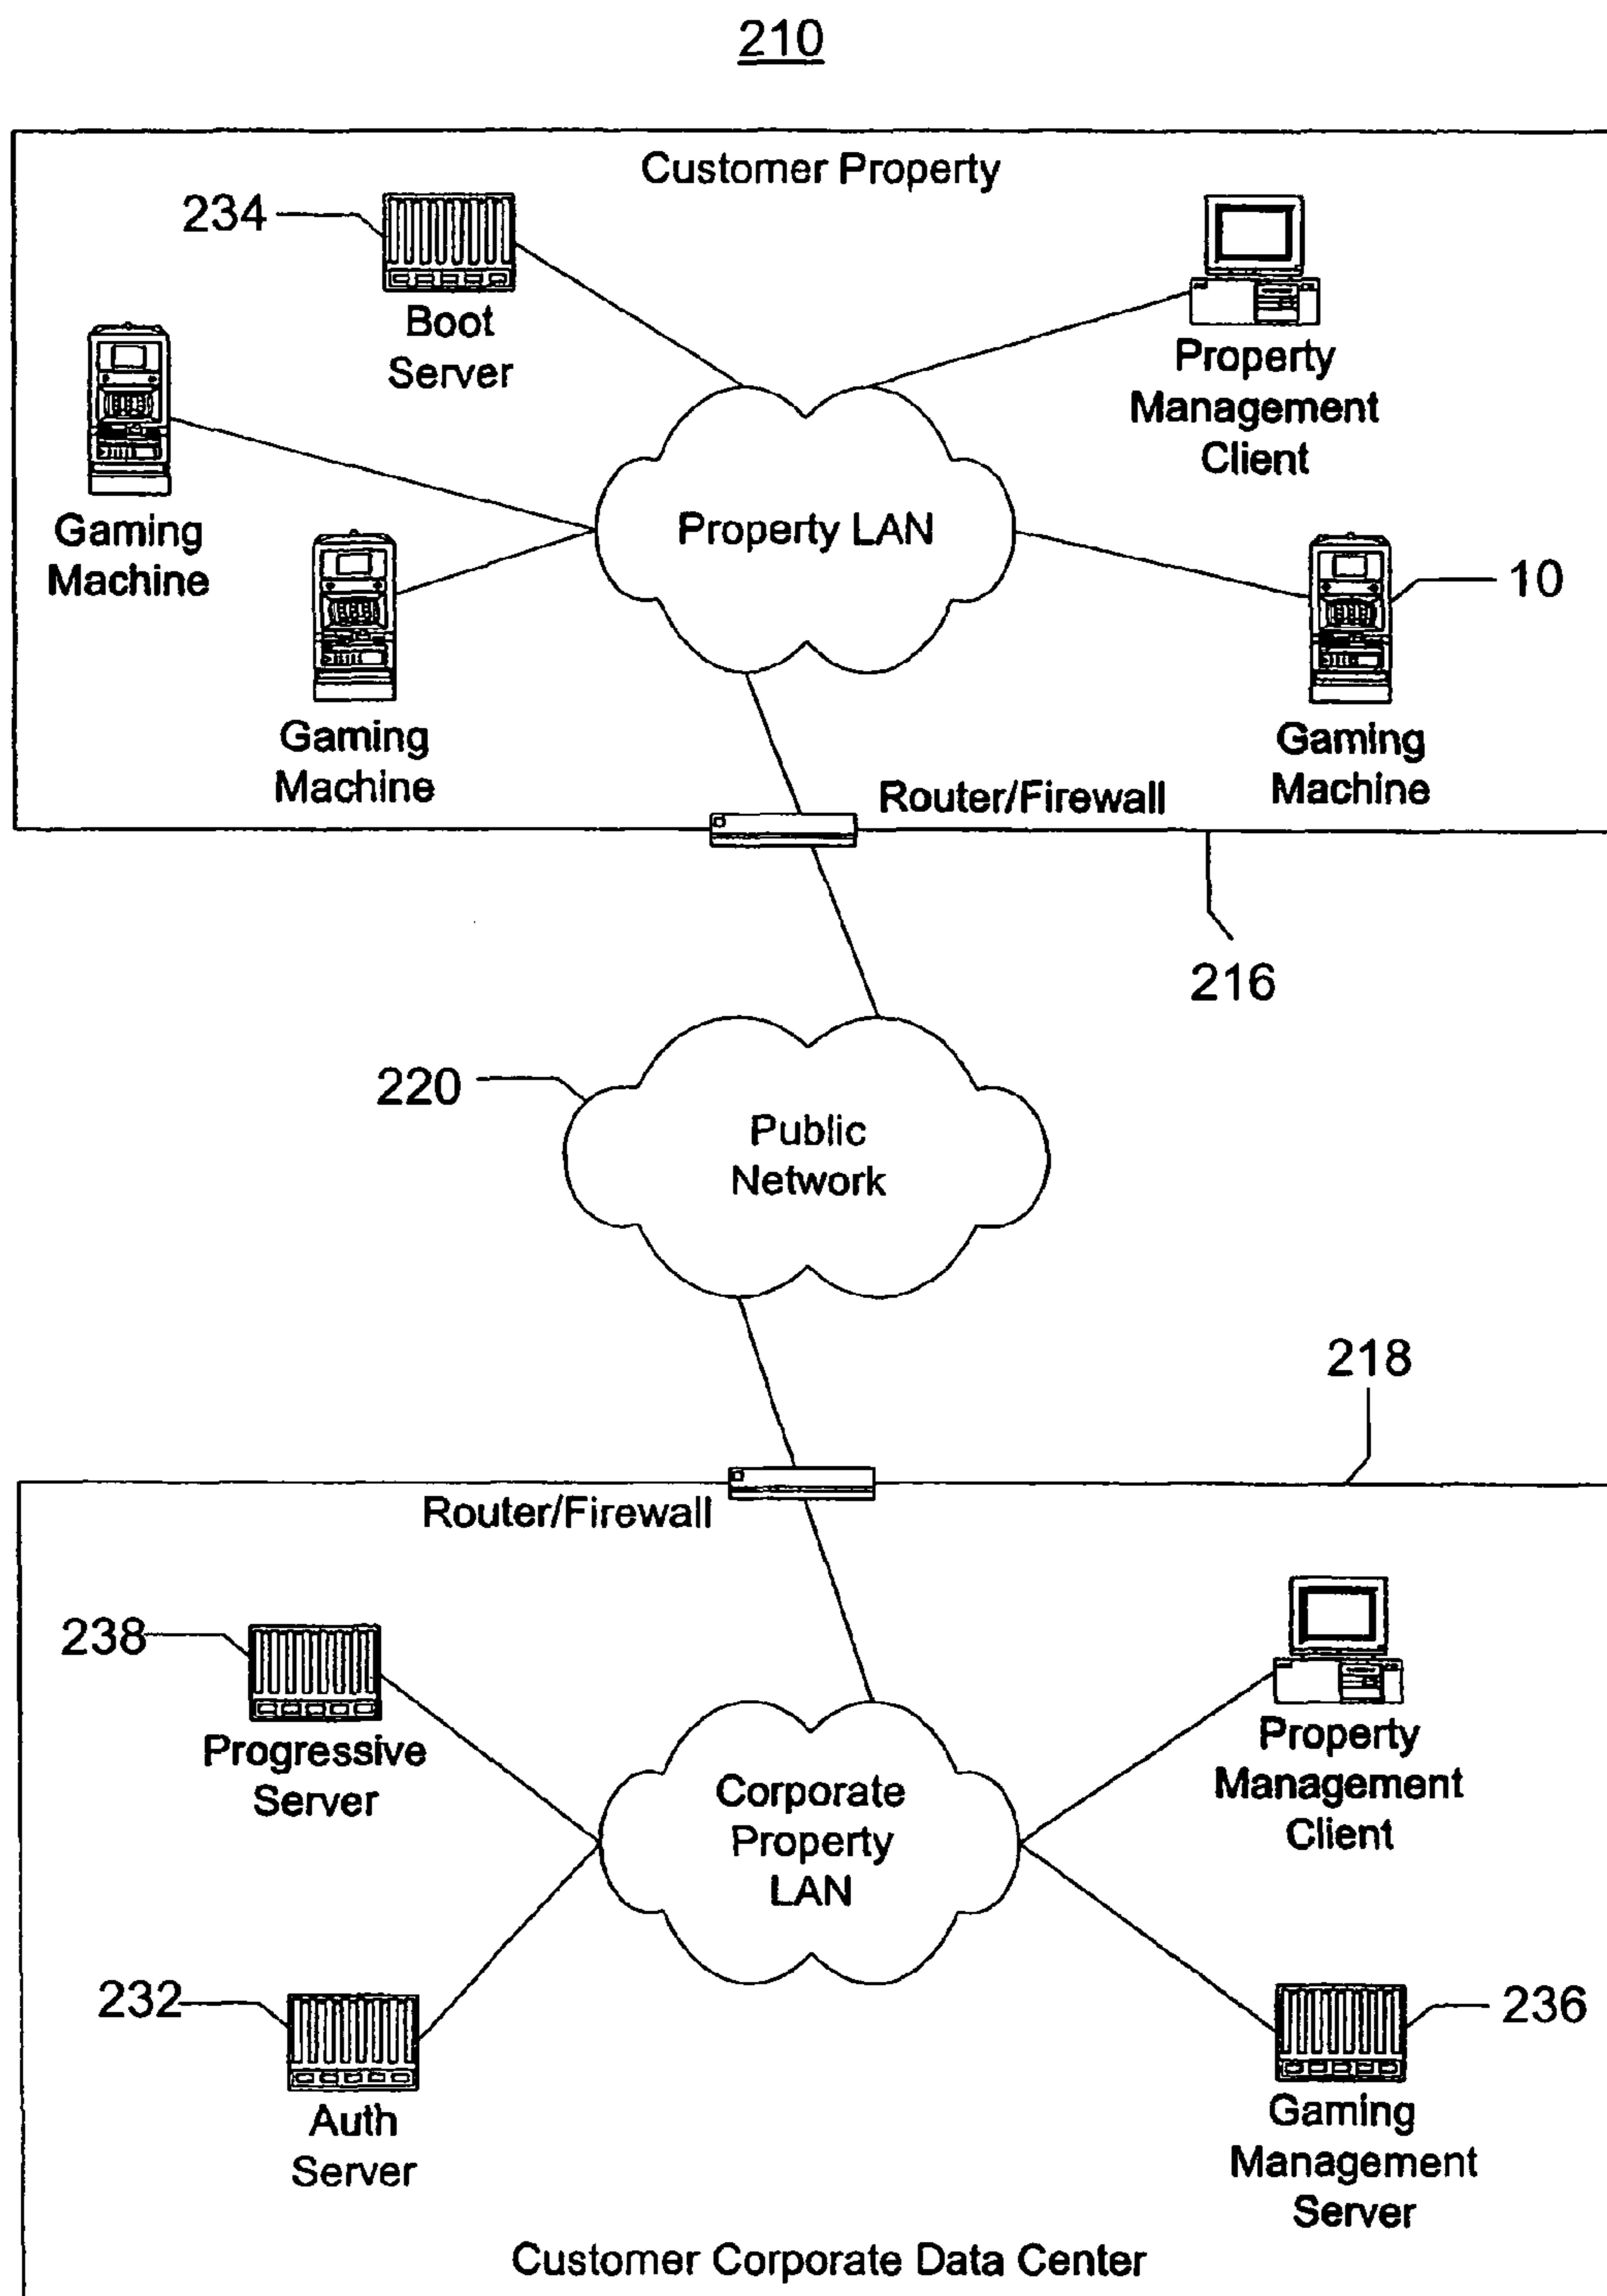 210
Customer Property
234
Boot
Server
Property
Management
Client
Gaming
Machine
Property LAN
10
Gaming
Machine
Gaming
Machine
Router/Firewall
216
220
Public
Network
218
Router/Firewall
238
Progressive
Server
Property
Management
Client
Corporate
Property
LAN
232
Auth
Server
236
Gaming
Management
Server
Customer Corporate Data Center